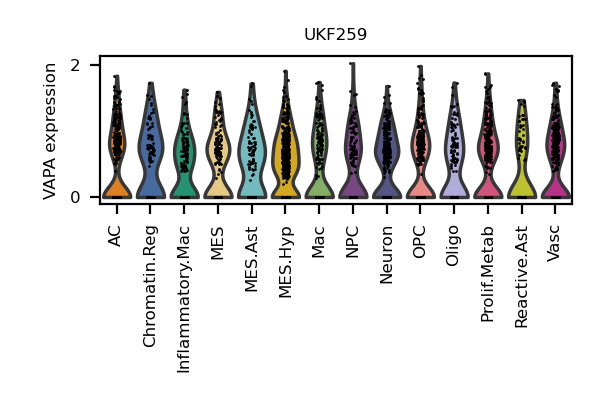 UKF259
VAPA expression
2
0
AC
Chromatin.Reg
Inflammatory.Mac
MES
MES.Ast
MES.Hyp
Mac
NPC
Neuron
OPC
Oligo
Prolif.Metab
Reactive.Ast
Vasc